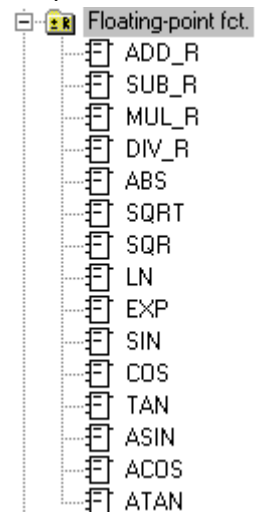 Floating-point fct.
ADD_R
SUB_R
MUL_R
DIV_R
ABS
SQRT
SQR
LN
EXP
SIN
COS
TAN
ASIN
ACOS
ATAN